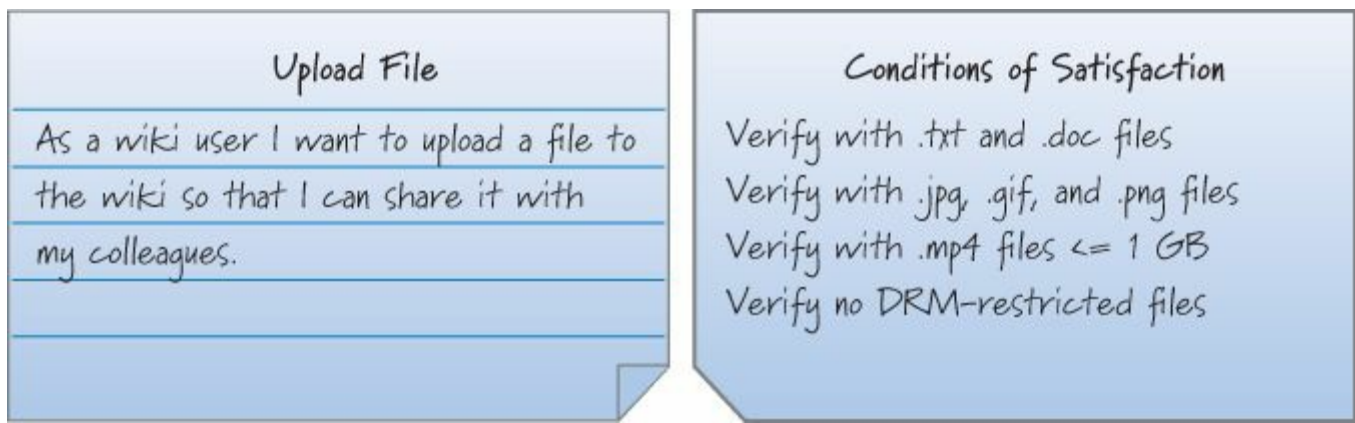 Upload File
As a wiki user I want to upload a file to
the wiki so that I can share it with
my colleagues.
Conditions of Satisfaction
Verify with .txt and .doc files
Verify with .jpg, .gif, and .png files
Verify with .mp4 files <= 1 GB
Verify no DRM-restricted files